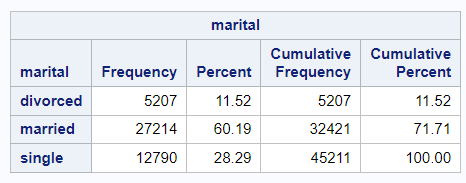 marital
marital Frequency Percent Cumulative Frequency Cumulative Percent
divorced 5207 11.52 5207 11.52
married 27214 60.19 32421 71.71
single 12790 28.29 45211 100.00